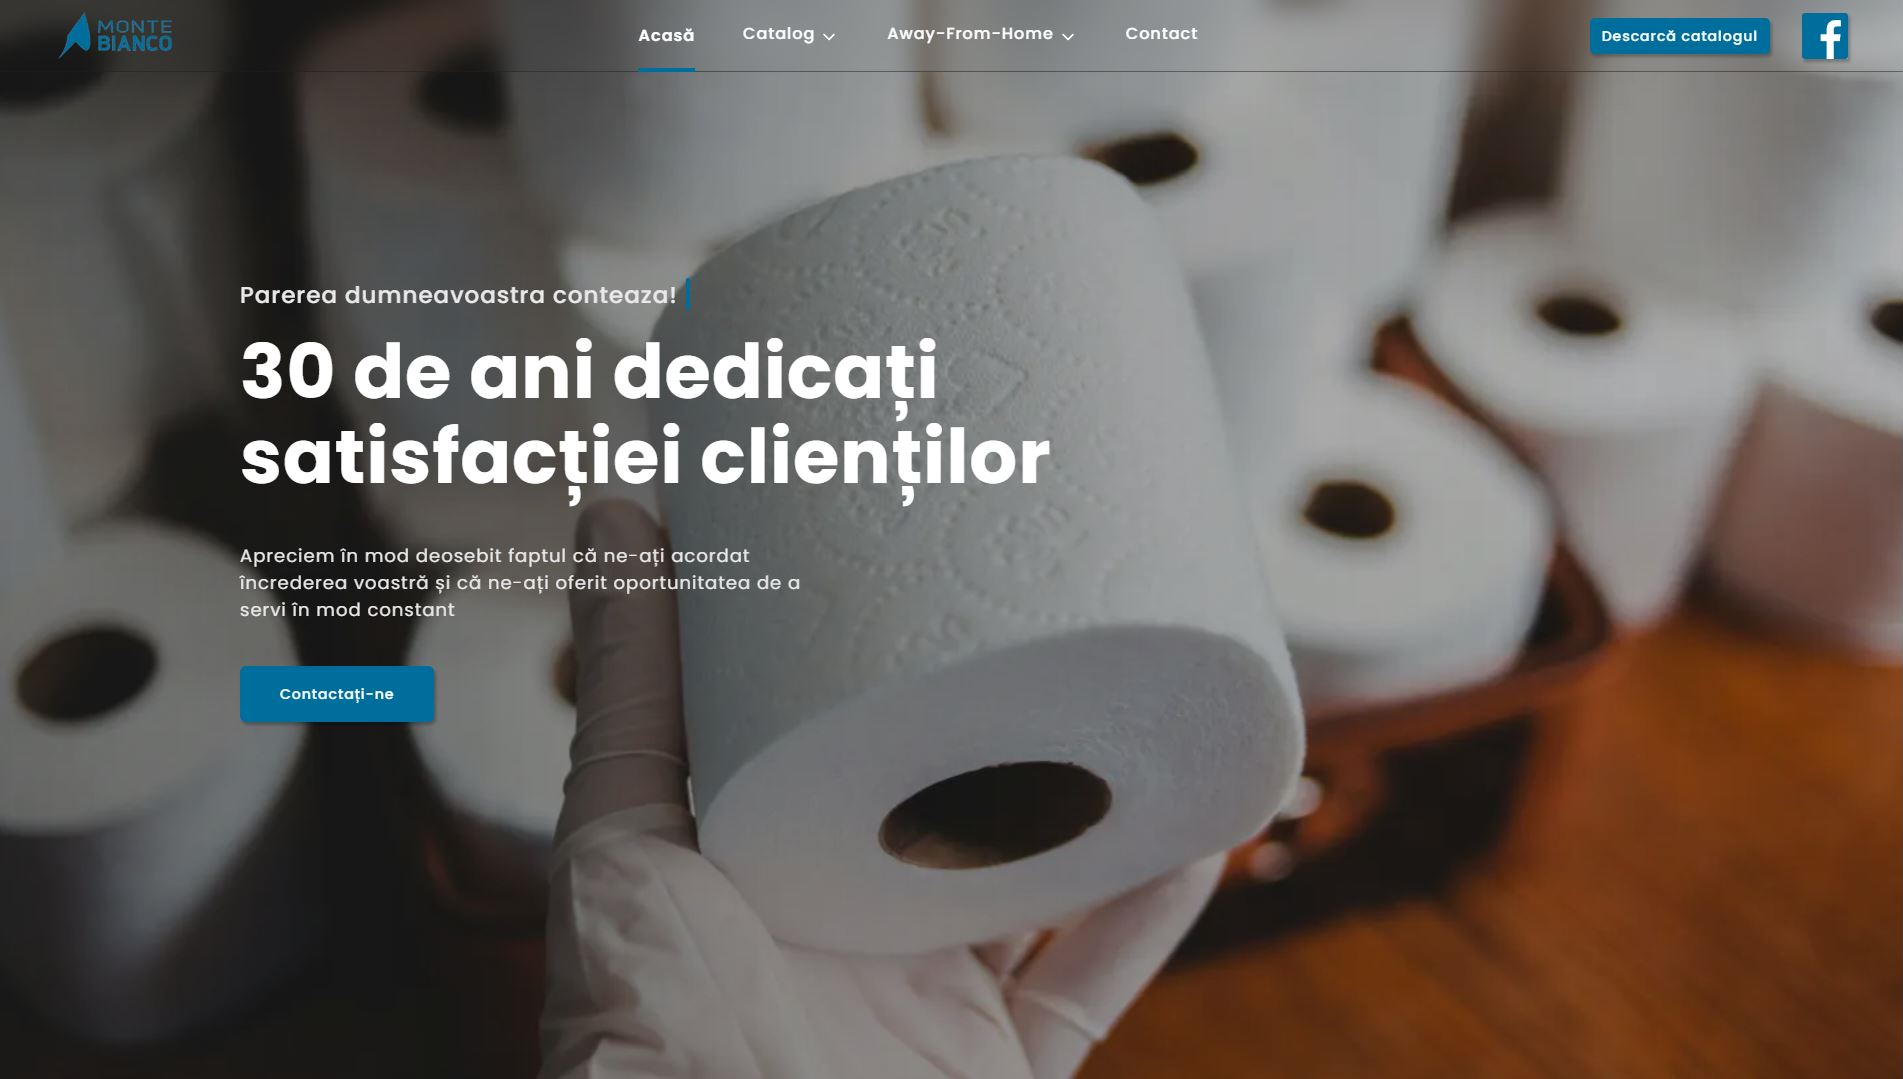 MONTE
BIANCO
Acasă
Catalog
Away-From-Home
Contact
Descarcă catalogul
Parerea dumneavoastra conteaza!
30 de ani dedicați
satisfacției clienților
Apreciem în mod deosebit faptul că ne-ați acordat
încrederea voastră și că ne-ați oferit oportunitatea de a
servi în mod constant
Contactați-ne